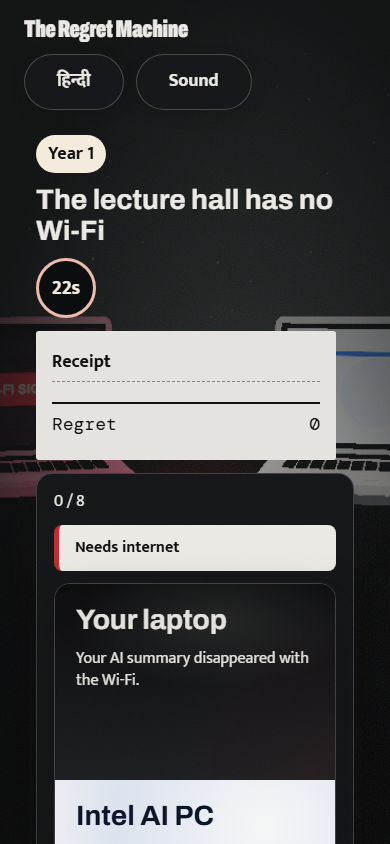 The Regret Machine
हिन्दी
Sound
Year 1
The lecture hall has no
Wi-Fi
22s
Receipt
Regret 0
0 / 8
Needs internet
Your laptop
Your AI summary disappeared with
the Wi-Fi.
Intel AI PC